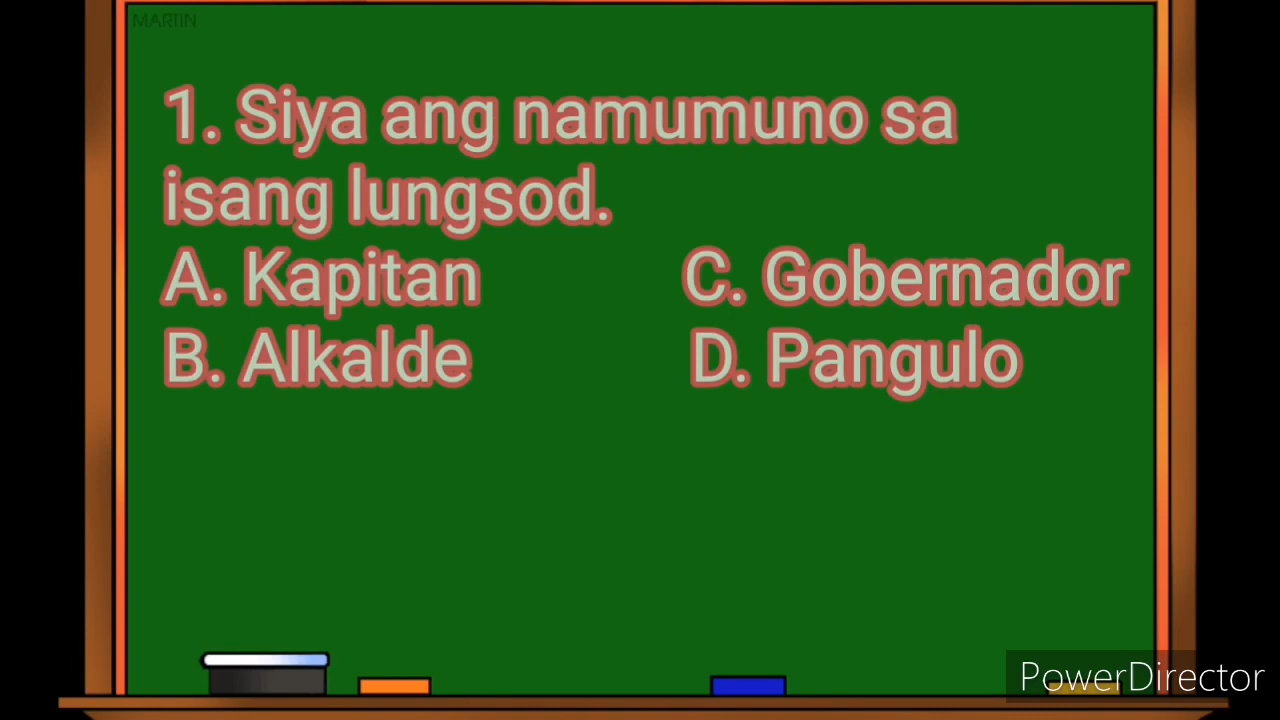 MARTIN
1. Siya ang namumuno sa
isang lungsod.
A. Kapitan C. Gobernador
B. Alkalde D. Pangulo
PowerDirector